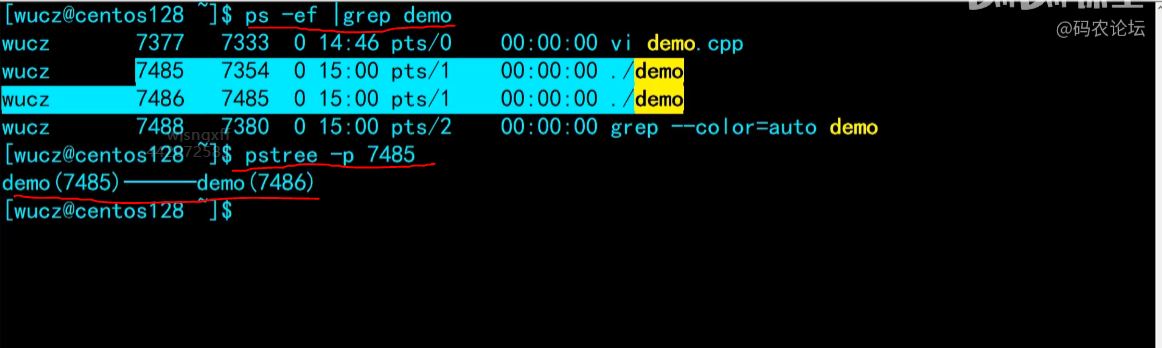 [wucz@centos128 ~]$ ps -ef |grep demo
@码农论坛
wucz 7377 7333 0 14:46 pts/0 00:00:00 vi demo.cpp
wucz 7485 7354 0 15:00 pts/1 00:00:00 ./demo
wucz 7486 7485 0 15:00 pts/1 00:00:00 ./demo
wucz 7488 7380 0 15:00 pts/2 00:00:00 grep --color=auto demo
[wucz@centos128 ~]$ pstree -p 7485
demo(7485)───demo(7486)
[wucz@centos128 ~]$